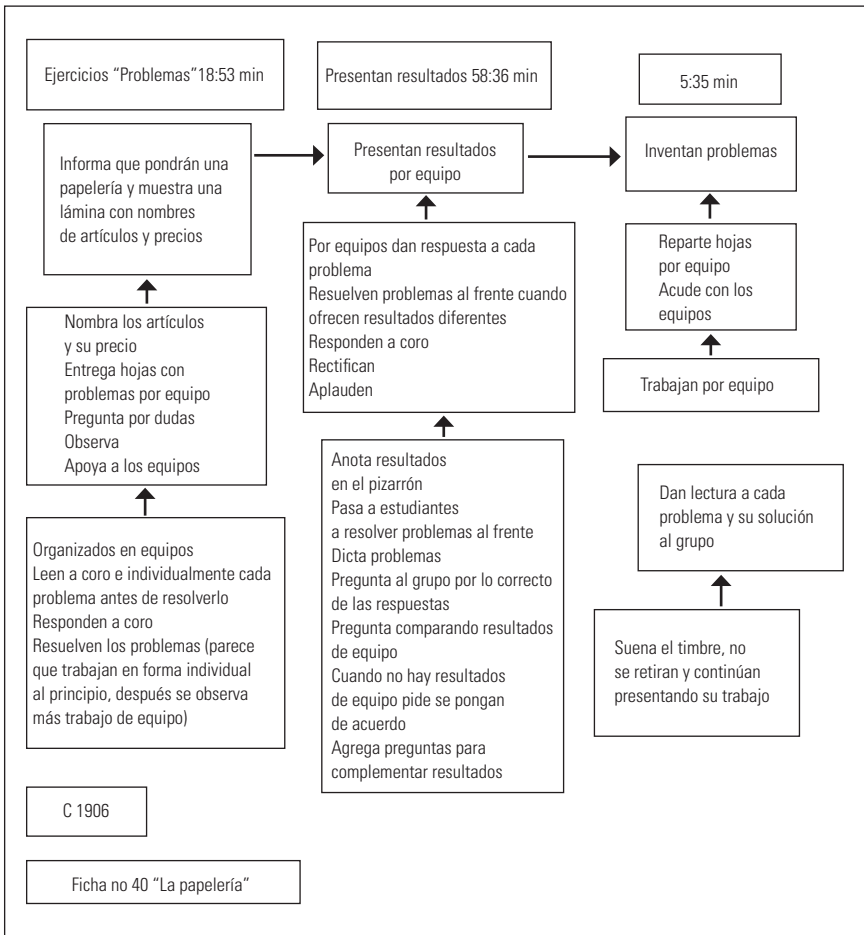 Ejercicios “Problemas”18:53 min
Presentan resultados 58:36 min
5:35 min
Informa que pondrán una
papelería y muestra una
lámina con nombres
de artículos y precios
Presentan resultados
por equipo
Inventan problemas
Nombra los artículos
y su precio
Entrega hojas con
problemas por equipo
Pregunta por dudas
Observa
Apoya a los equipos
Por equipos dan respuesta a cada
problema
Resuelven problemas al frente cuando
ofrecen resultados diferentes
Responden a coro
Rectifican
Aplauden
Reparte hojas
por equipo
Acude con los
equipos
Trabajan por equipo
Organizados en equipos
Leen a coro e individualmente cada
problema antes de resolverlo
Responden a coro
Resuelven los problemas (parece
que trabajan en forma individual
al principio, después se observa
más trabajo de equipo)
Anota resultados
en el pizarrón
Pasa a estudiantes
a resolver problemas al frente
Dicta problemas
Pregunta al grupo por lo correcto
de las respuestas
Pregunta comparando resultados
de equipo
Cuando no hay resultados
de equipo pide se pongan
de acuerdo
Agrega preguntas para
complementar resultados
Dan lectura a cada
problema y su solución
al grupo
Suena el timbre, no
se retiran y continúan
presentando su trabajo
C 1906
Ficha no 40 “La papelería”